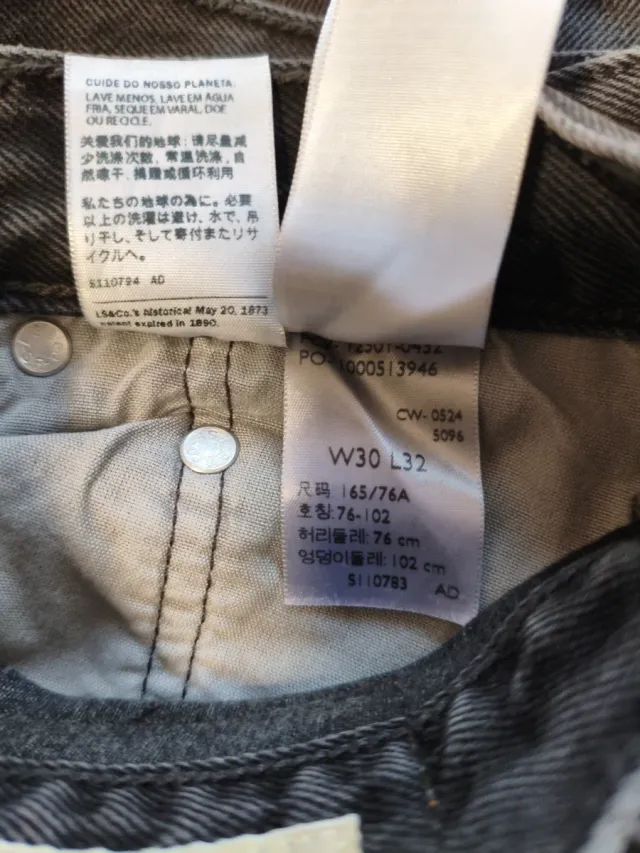 CUIDE DO NOSSO PLANETA:
LAVE MENOS, LAVE EM ÁGUA
FRIA, SEQUE EM VARAL, DOE
OU RECICLE.
关爱我们的地球：请尽量减
少洗涤次数，常温洗涤，自
然晾干，捐赠或循环利用
私たちの地球の為に。必要
以上の洗濯は避け、水で、吊
り干し、そして寄付またリサ
イクルへ。
S110794 AD
LS&Co.'s historical May 20, 1873
patent expired in 1890.
12501-0432
PO- 1000513946
CW- 0524
5096
W30 L32
尺码 165/76A
호칭:76-102
허리둘레: 76 cm
엉덩이둘레: 102 cm
S110783 AD